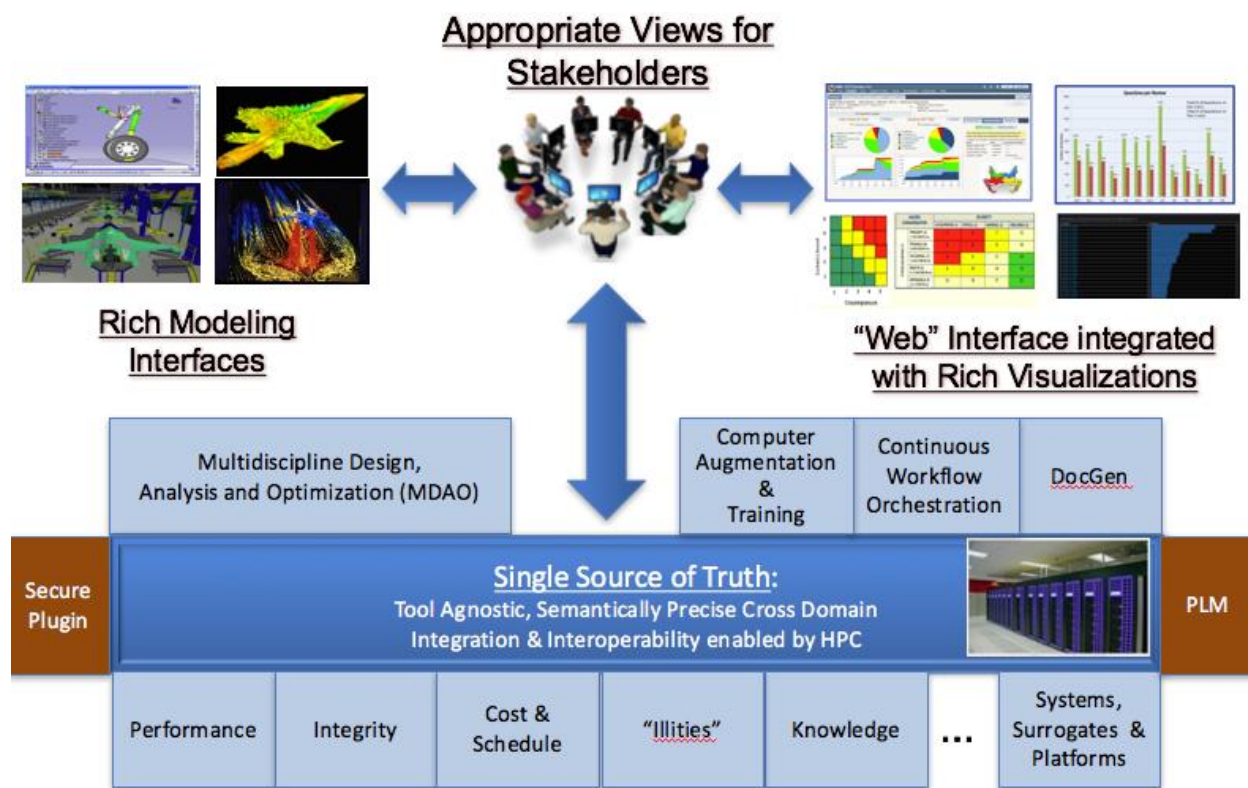 Appropriate Views for
Stakeholders
Rich Modeling
Interfaces
“Web” Interface integrated
with Rich Visualizations
Multidiscipline Design,
Analysis and Optimization (MDAO)
Computer
Augmentation
&
Training
Continuous
Workflow
Orchestration
DocGen
Secure
Plugin
Single Source of Truth:
Tool Agnostic, Semantically Precise Cross Domain
Integration & Interoperability enabled by HPC
PLM
Performance
Integrity
Cost &
Schedule
“Illities”
Knowledge
...
Systems,
Surrogates &
Platforms